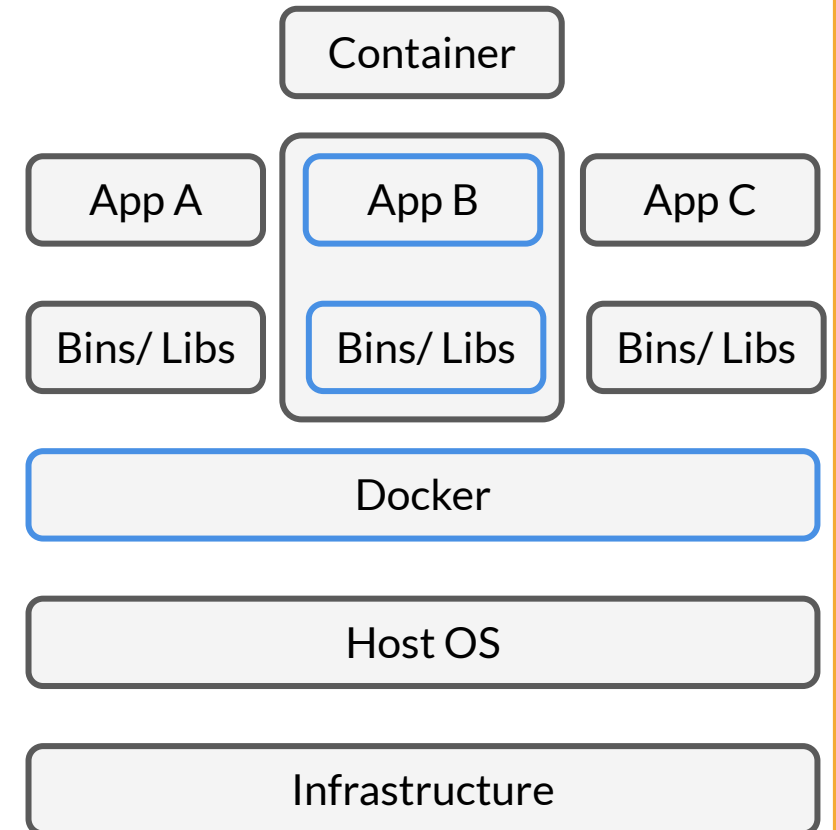 Container
App A
App B
App C
Bins/ Libs
Bins/ Libs
Bins/ Libs
Docker
Host OS
Infrastructure